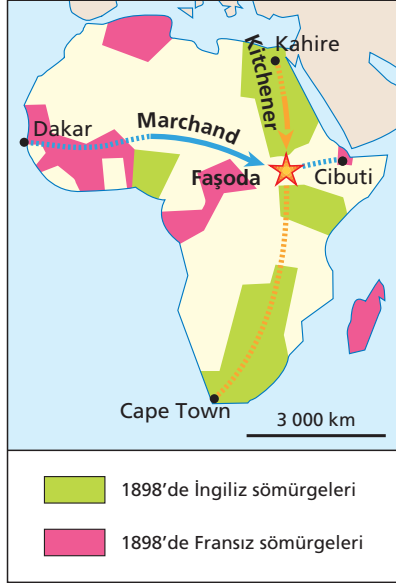 Kahire
Kitchener
Marchand
Dakar
Faşoda
Cibuti
Cape Town
3 000 km
1898’de İngiliz sömürgeleri
1898’de Fransız sömürgeleri